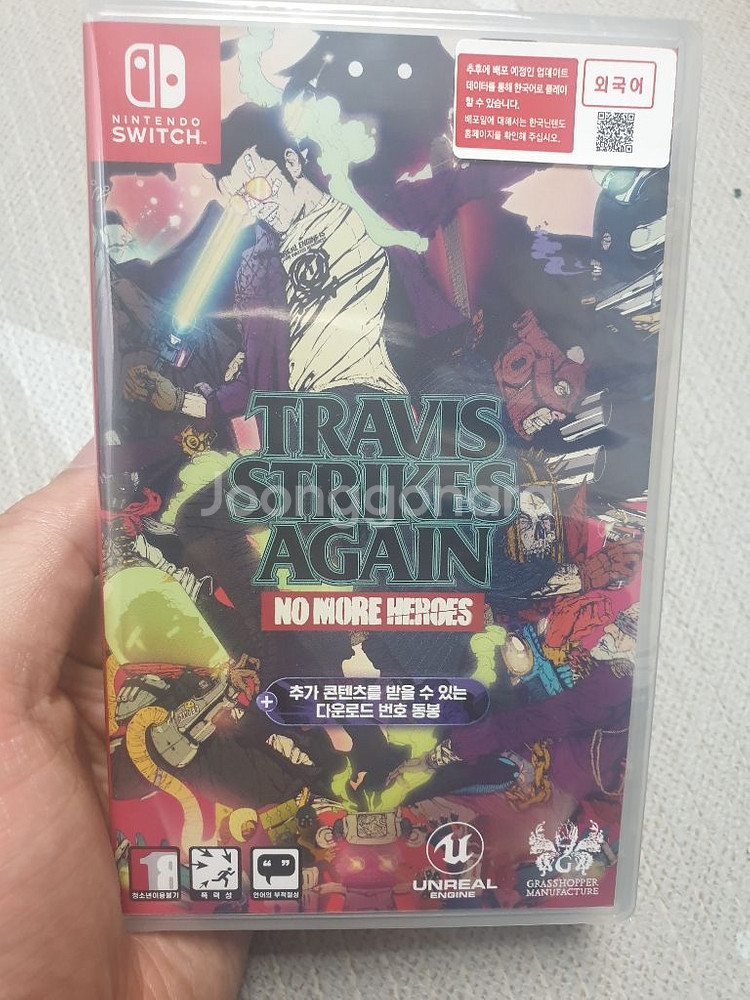 NINTENDO
SWITCH™
추후에 배포 예정인 업데이트
데이터를 통해 한국어로 플레이
할 수 있습니다.
배포일에 대해서는 한국닌텐도
홈페이지를 확인해 주십시오.
외국어
TRAVIS
STRIKES
AGAIN
Joonggonara
NO MORE HEROES
+ 추가 콘텐츠를 받을 수 있는
다운로드 번호 동봉
18
청소년이용불가
폭력성
언어의 부적절성
UNREAL
ENGINE
G
GRASSHOPPER
MANUFACTURE